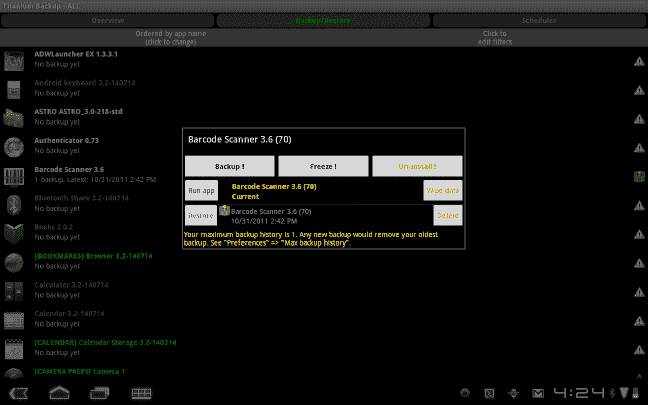 Titanium Backup - ALL
Overview
Backup/Restore
Schedules
Ordered by app name
(click to change)
Click to
edit filters
ADWLauncher EX 1.3.3.1
No backup yet
Android keyboard 3.2-140714
No backup yet
ASTRO ASTRO_3.0-218-std
No backup yet
Authenticator 0.73
No backup yet
Barcode Scanner 3.6
1 backup. Latest: 10/31/2011 2:42 PM
Bluetooth Share 3.2-140714
No backup yet
Books 2.0.2
No backup yet
[BOOKMARKS] Browser 3.2-140714
No backup yet
Calculator 3.2-140714
No backup yet
Calendar 3.2-140714
No backup yet
[CALENDAR] Calendar Storage 3.2-140714
No backup yet
[CAMERA PREFS] Camera 1
No backup yet
Barcode Scanner 3.6 (70)
Backup !
Freeze !
Un-install !
Run app
Barcode Scanner 3.6 (70)
Current
Wipe data
Restore
Barcode Scanner 3.6 (70)
10/31/2011 2:42 PM
Delete
Your maximum backup history is 1. Any new backup would remove your oldest
backup. See "Preferences" => "Max backup history".
4:24